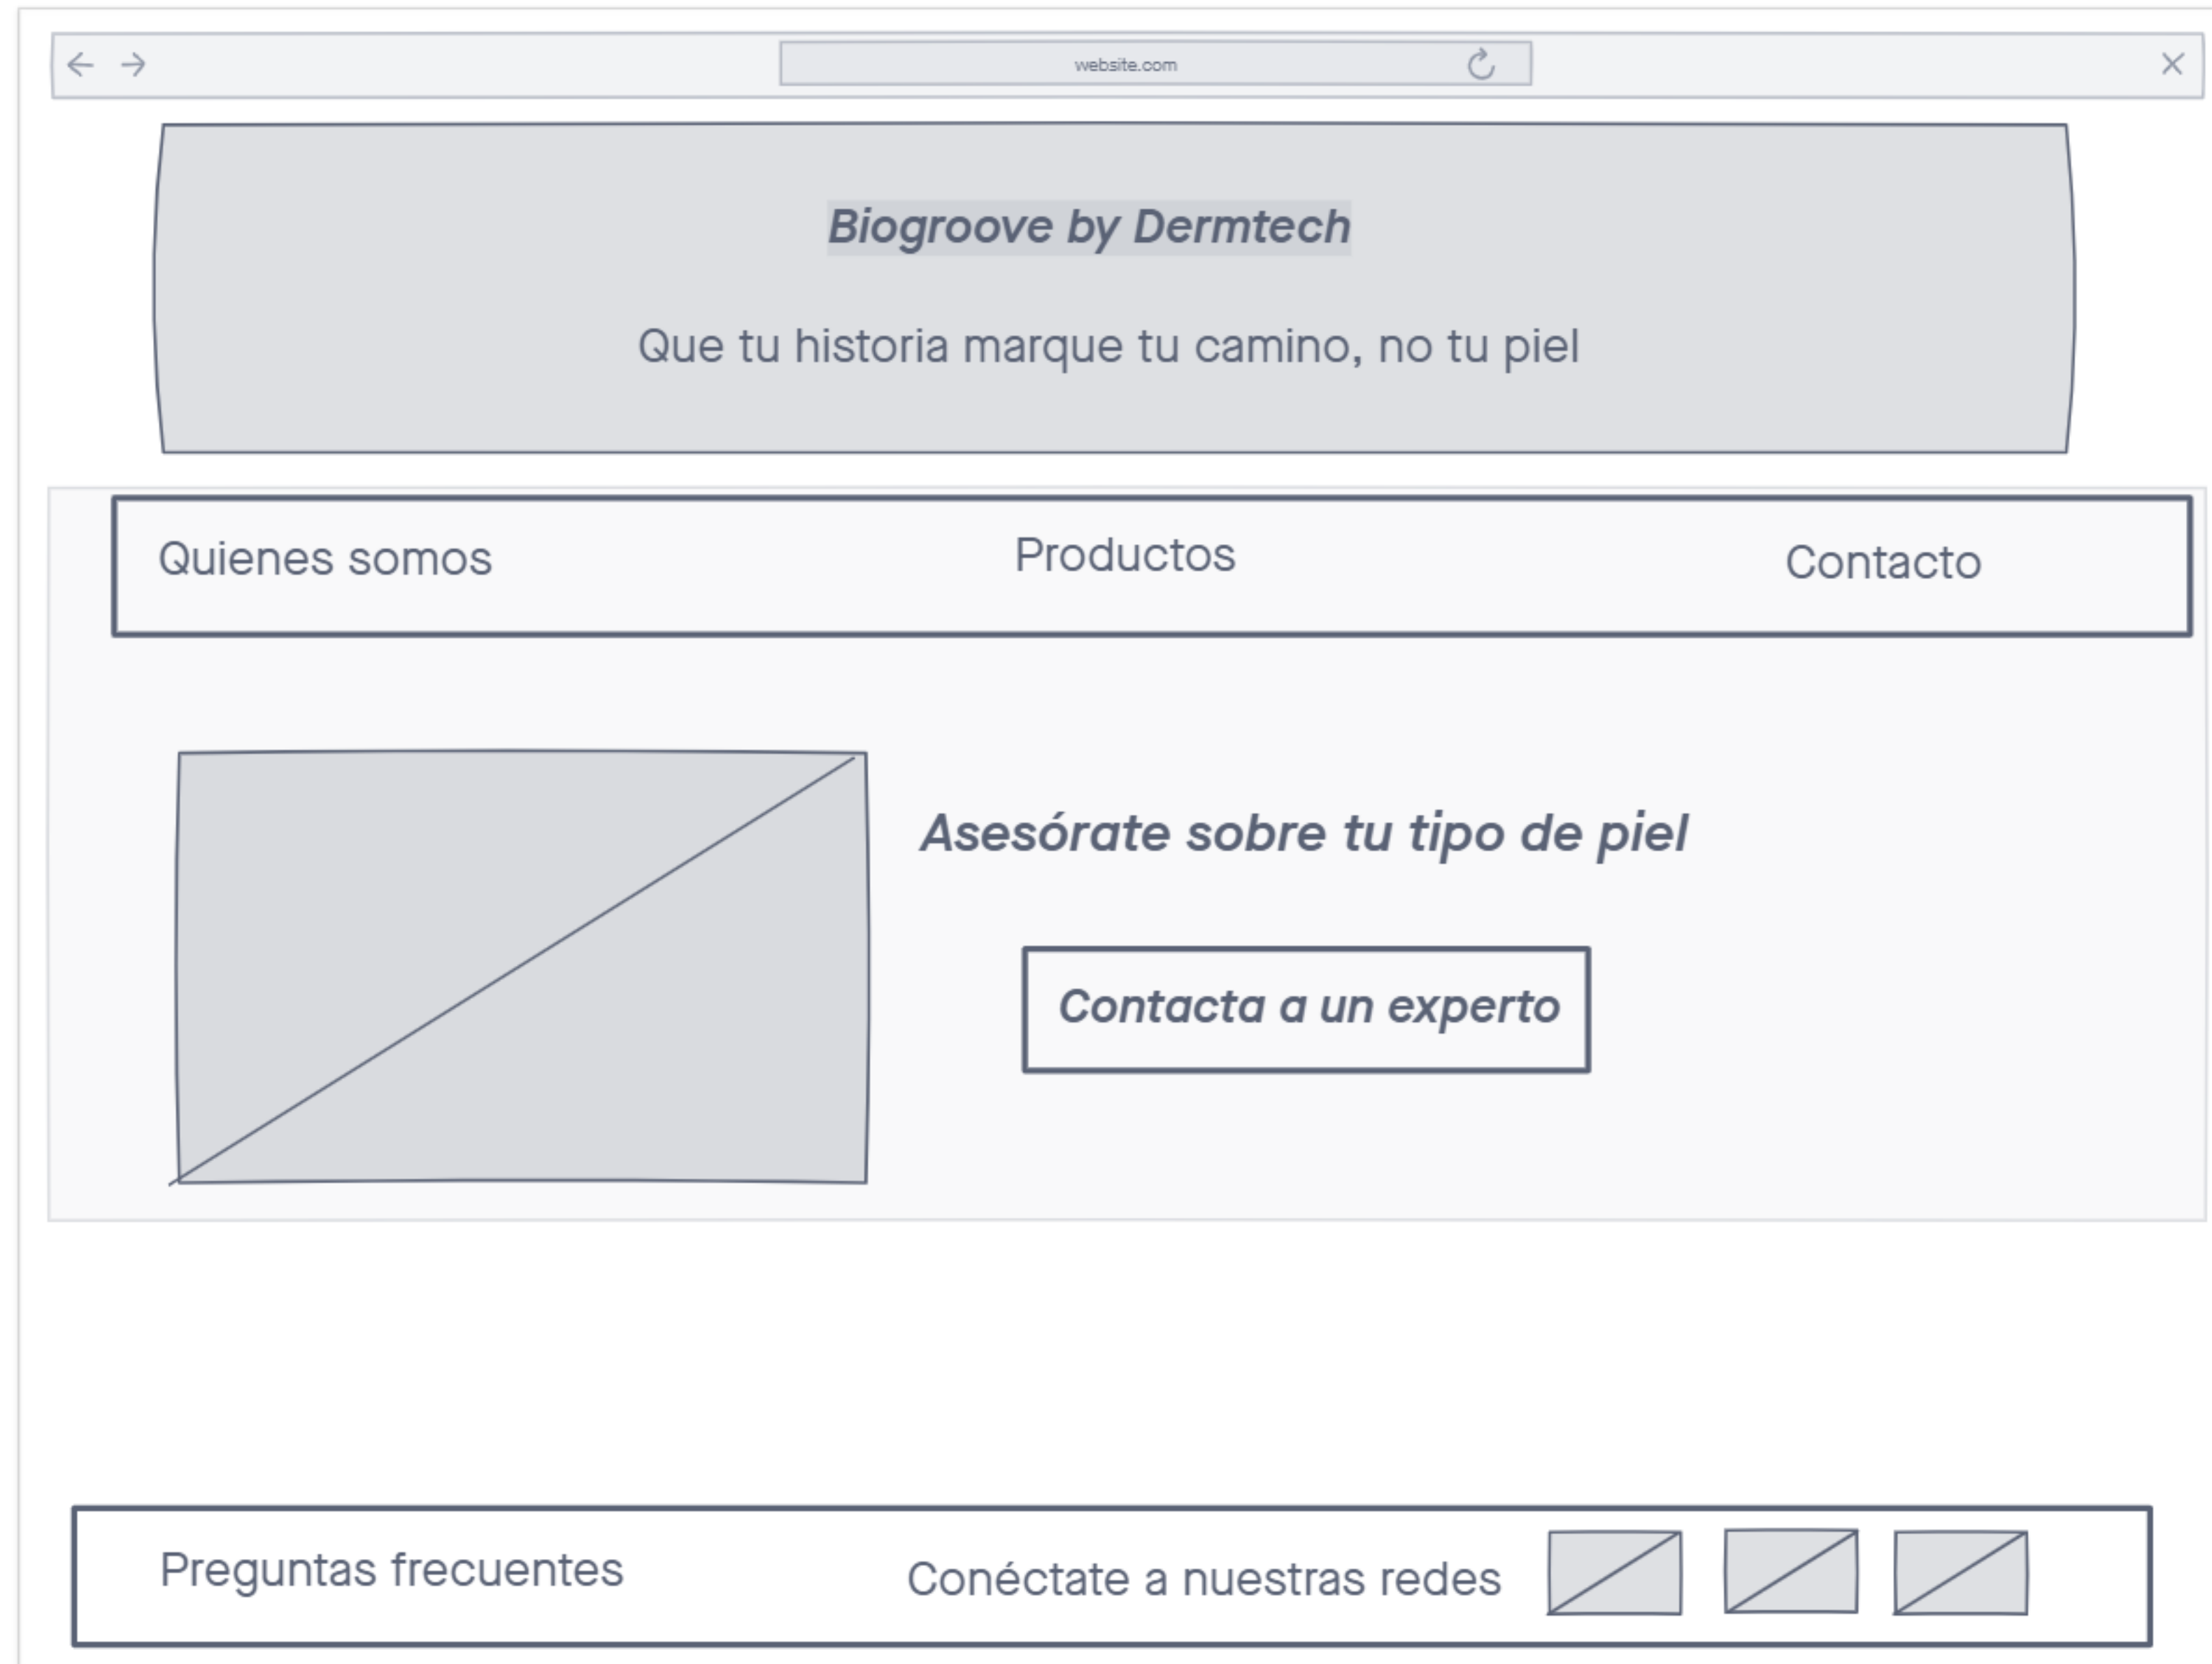 website.com
Biogroove by Dermtech
Que tu historia marque tu camino, no tu piel
Quienes somos
Productos
Contacto
Asesórate sobre tu tipo de piel
Contacta a un experto
Preguntas frecuentes
Conéctate a nuestras redes